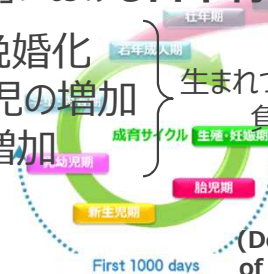 壮年期
晩婚化
若年成人期
児の増加
生まれつ
増加
成育サイクル
生殖・妊娠期
乳幼児期
胎児期
新生児期
(De
First 1000 days
of